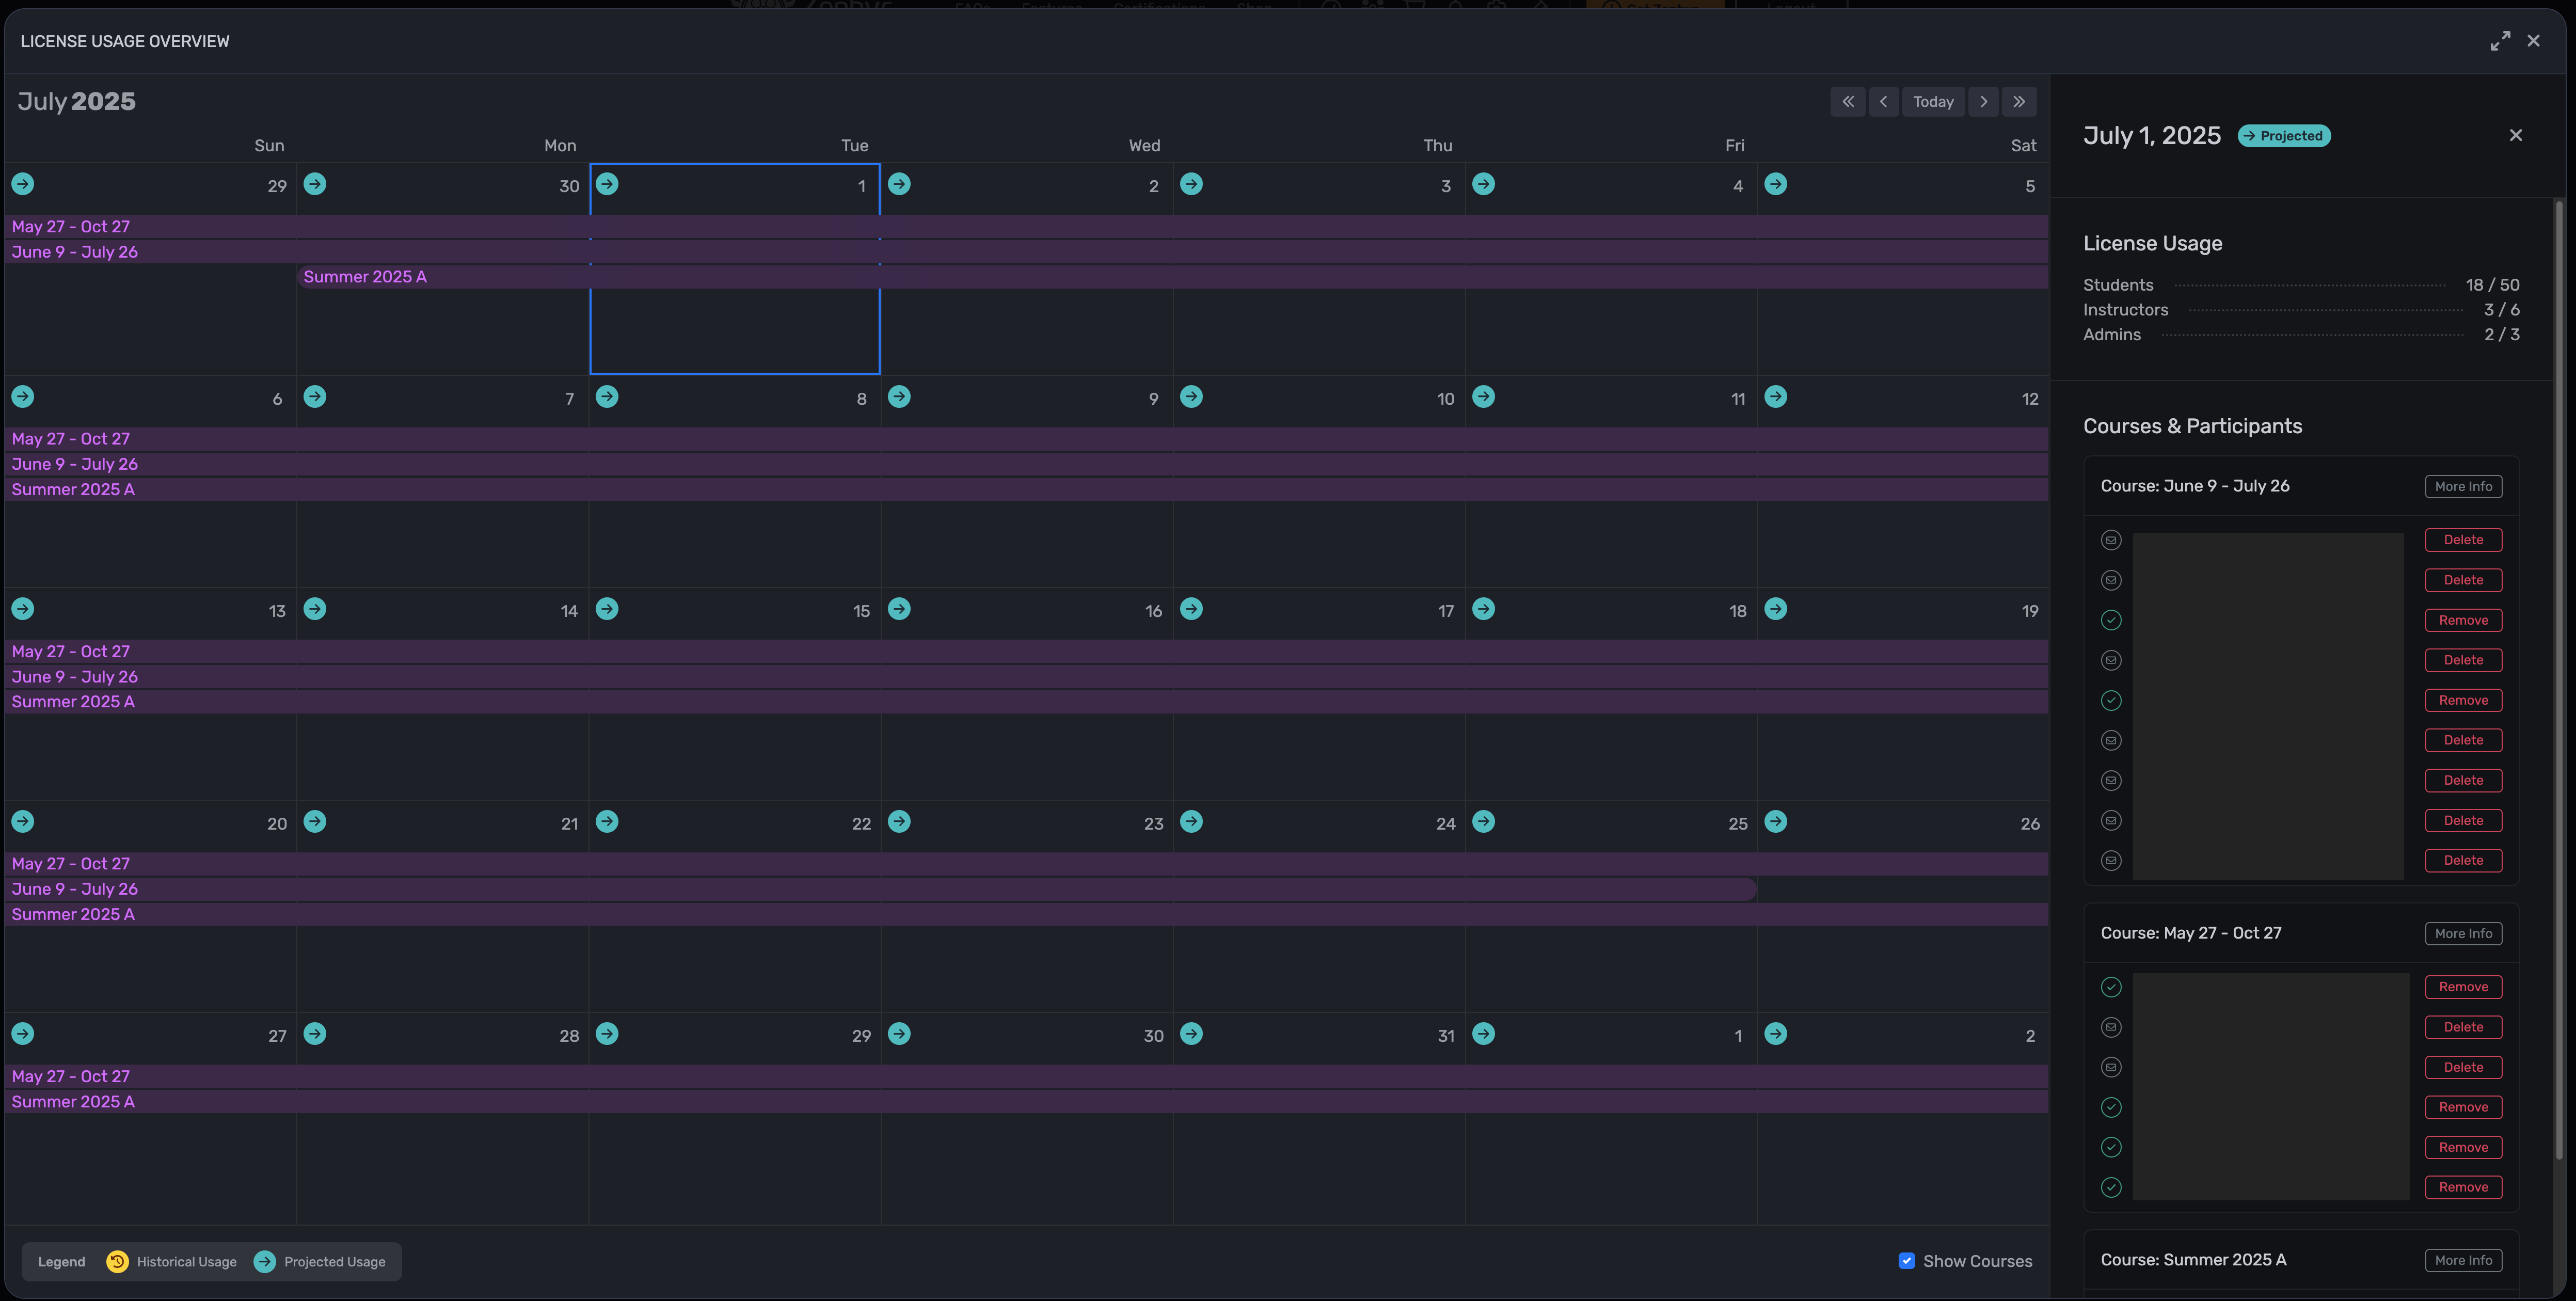 FAQs Features Certifications Shop Logout
LICENSE USAGE OVERVIEW
July 2025
Today
Sun Mon Tue Wed Thu Fri Sat
29 30 1 2 3 4 5
May 27 - Oct 27
June 9 - July 26
Summer 2025 A
6 7 8 9 10 11 12
May 27 - Oct 27
June 9 - July 26
Summer 2025 A
13 14 15 16 17 18 19
May 27 - Oct 27
June 9 - July 26
Summer 2025 A
20 21 22 23 24 25 26
May 27 - Oct 27
June 9 - July 26
Summer 2025 A
27 28 29 30 31 1 2
May 27 - Oct 27
Summer 2025 A
Legend Historical Usage Projected Usage
Show Courses
July 1, 2025 Projected
License Usage
Students 18 / 50
Instructors 3 / 6
Admins 2 / 3
Courses & Participants
Course: June 9 - July 26 More Info
Delete
Delete
Remove
Delete
Remove
Delete
Delete
Delete
Delete
Course: May 27 - Oct 27 More Info
Remove
Delete
Delete
Remove
Remove
Remove
Course: Summer 2025 A More Info